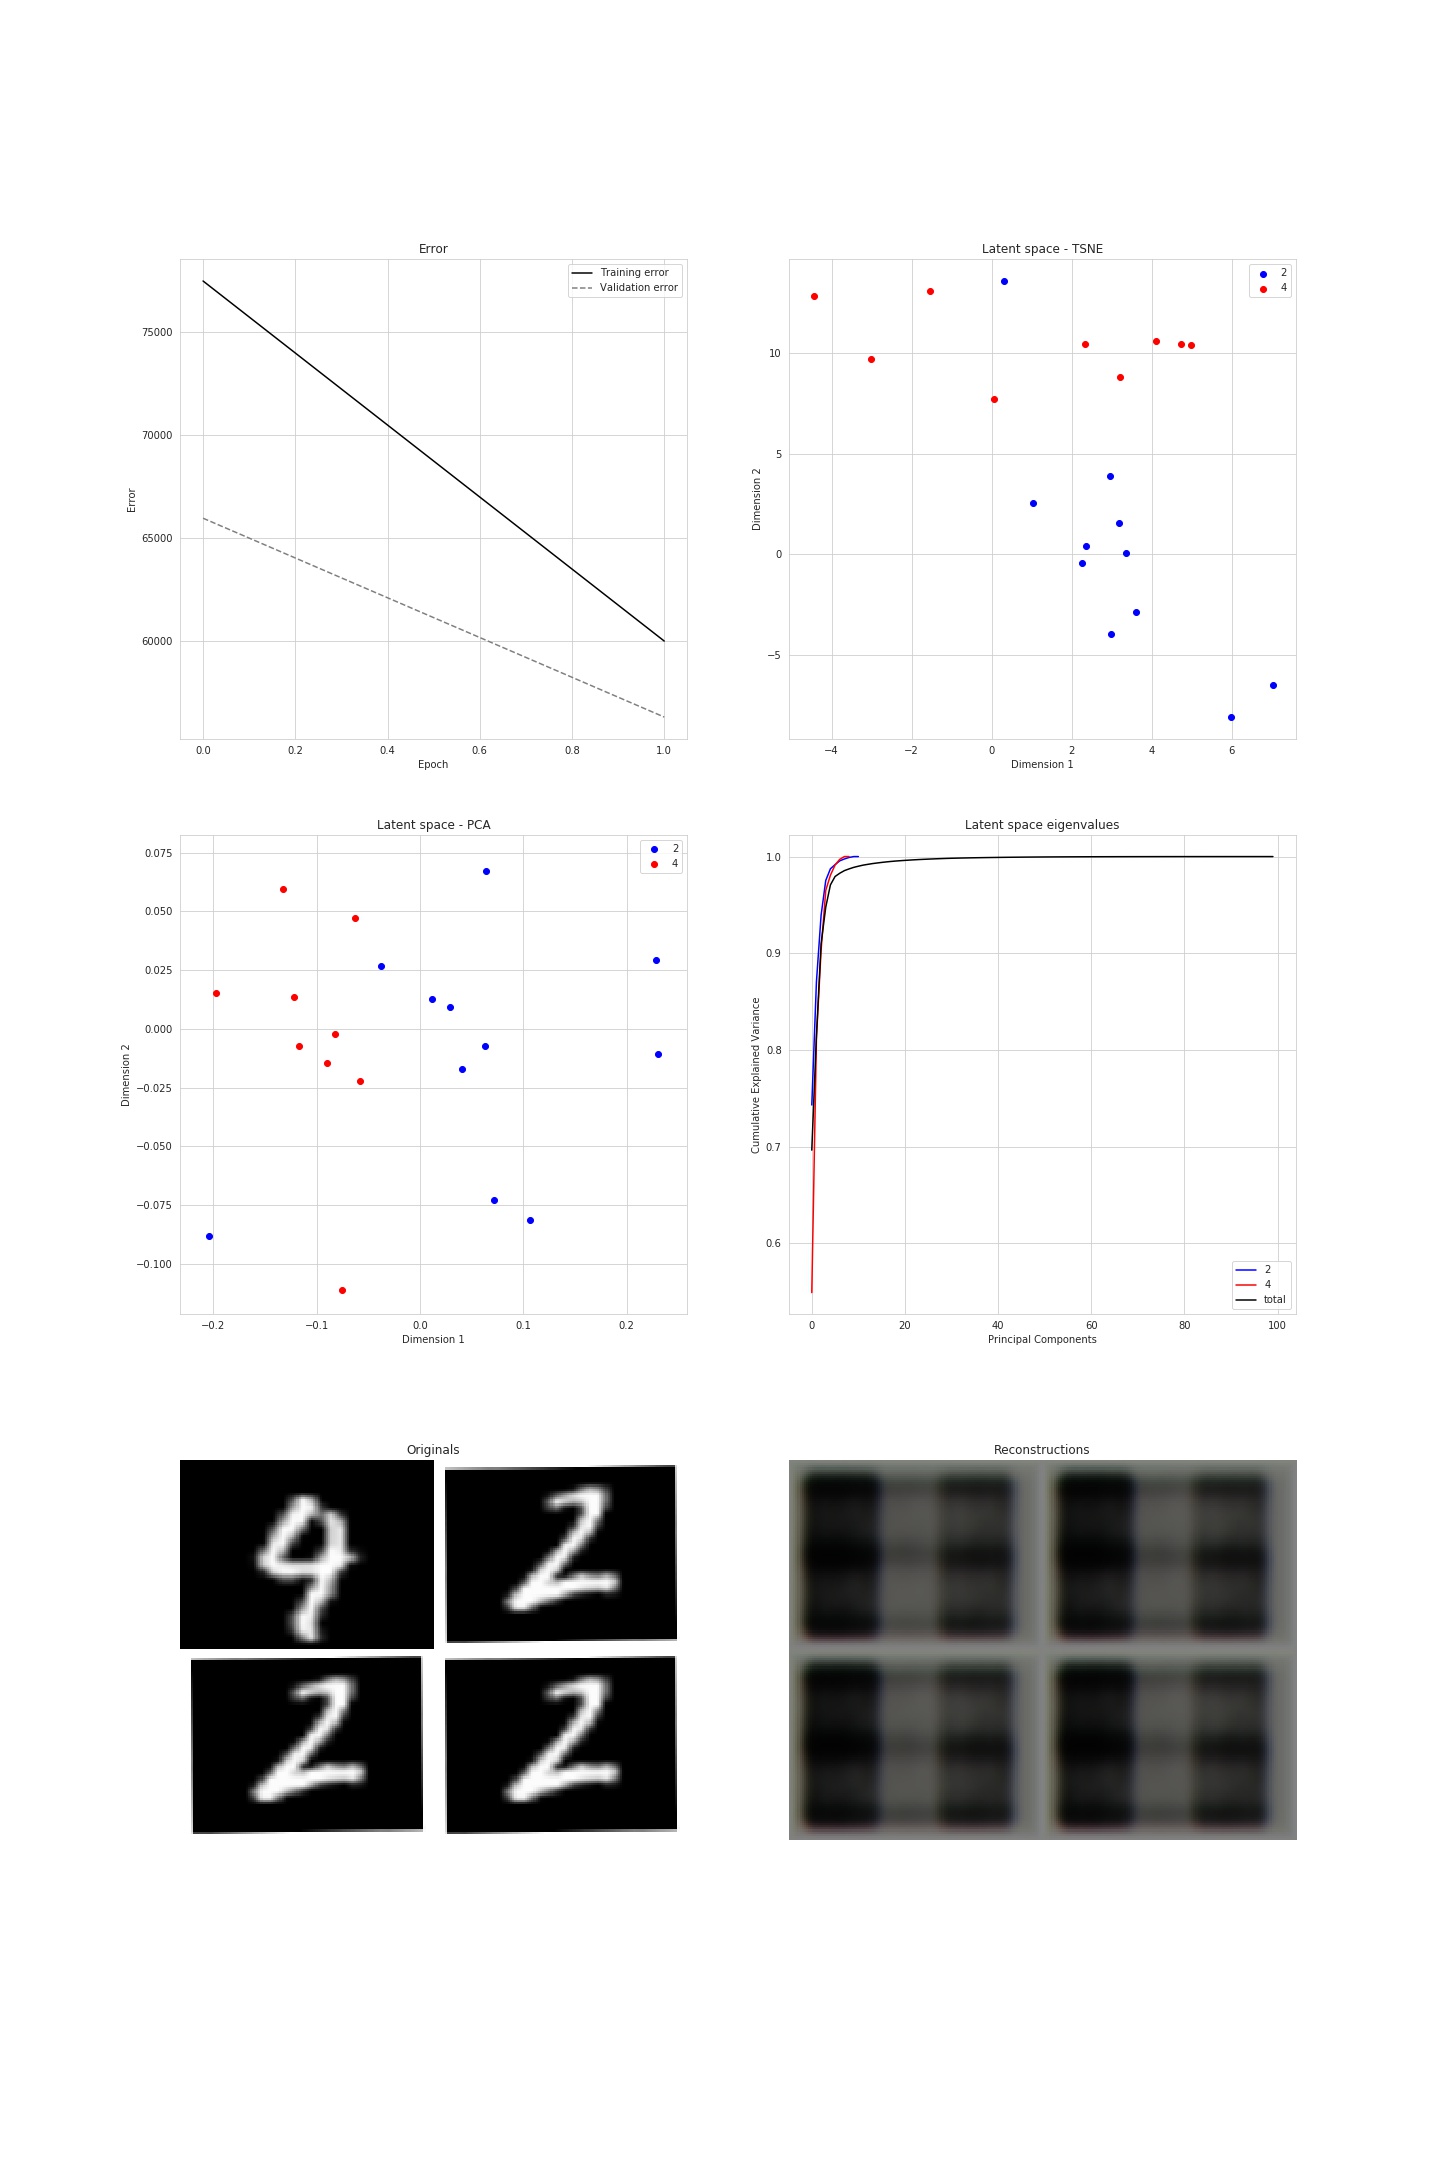 Error
Training error
Validation error
75000
70000
65000
60000
Error
0.0 0.2 0.4 0.6 0.8 1.0
Epoch
Latent space - TSNE
2
4
10
5
0
−5
Dimension 2
−4 −2 0 2 4 6
Dimension 1
Latent space - PCA
2
4
0.075
0.050
0.025
0.000
−0.025
−0.050
−0.075
−0.100
Dimension 2
−0.2 −0.1 0.0 0.1 0.2
Dimension 1
Latent space eigenvalues
1.0
0.9
0.8
0.7
0.6
Cumulative Explained Variance
2
4
total
0 20 40 60 80 100
Principal Components
Originals
4 2
2 2
Reconstructions